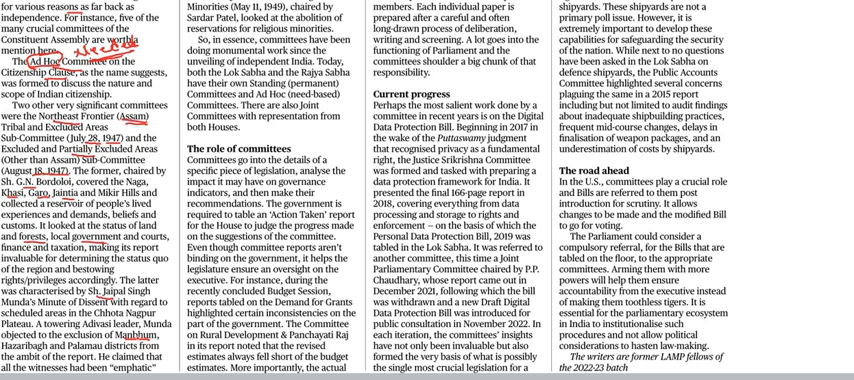 for various reasons as far back as
independence. For instance, five of the
many crucial committees of the
Constituent Assembly are worth a
mention here.
Needed
The Ad Hoc Committee on the
Citizenship Clause, as the name suggests,
was formed to discuss the nature and
scope of Indian citizenship.
Two other very significant committees
were the Northeast Frontier (Assam)
Tribal and Excluded Areas
Sub-Committee (July 28, 1947) and the
Excluded and Partially Excluded Areas
(Other than Assam) Sub-Committee
(August 18, 1947). The former, chaired by
Sh. G.N. Bordoloi, covered the Naga,
Khasi, Garo, Jaintia and Mikir Hills and
collected a reservoir of people's lived
experiences and demands, beliefs and
customs. It looked at the status of land
and forests, local government and courts,
finance and taxation, making its report
invaluable for determining the status quo
of the region and bestowing
rights/privileges accordingly. The latter
was characterised by Sh. Jaipal Singh
Munda's Minute of Dissent with regard to
scheduled areas in the Chhota Nagpur
Plateau. A towering Adivasi leader, Munda
objected to the exclusion of Manbhum,
Hazaribagh and Palamau districts from
the ambit of the report. He claimed that
all the witnesses had been “emphatic”
Minorities (May 11, 1949), chaired by
Sardar Patel, looked at the abolition of
reservations for religious minorities.
So, in essence, committees have been
doing monumental work since the
unveiling of independent India. Today,
both the Lok Sabha and the Rajya Sabha
have their own Standing (permanent)
Committees and Ad Hoc (need-based)
Committees. There are also Joint
Committees with representation from
both Houses.
The role of committees
Committees go into the details of a
specific piece of legislation, analyse the
impact it may have on governance
indicators, and then make their
recommendations. The government is
required to table an ‘Action Taken’ report
for the House to judge the progress made
on the suggestions of the committee.
Even though committee reports aren't
binding on the government, it helps the
legislature ensure an oversight on the
executive. For instance, during the
recently concluded Budget Session,
reports tabled on the Demand for Grants
highlighted certain inconsistencies on the
part of the government. The Committee
on Rural Development & Panchayati Raj
in its report noted that the revised
estimates always fell short of the budget
estimates. More importantly, the actual
members. Each individual paper is
prepared after a careful and often
long-drawn process of deliberation,
writing and screening. A lot goes into the
functioning of Parliament and the
committees shoulder a big chunk of that
responsibility.
Current progress
Perhaps the most salient work done by a
committee in recent years is on the Digital
Data Protection Bill. Beginning in 2017 in
the wake of the Puttaswamy judgment
that recognised privacy as a fundamental
right, the Justice Srikrishna Committee
was formed and tasked with preparing a
data protection framework for India. It
presented the final 166-page report in
2018, covering everything from data
processing and storage to rights and
enforcement — on the basis of which the
Personal Data Protection Bill, 2019 was
tabled in the Lok Sabha. It was referred to
another committee, this time a Joint
Parliamentary Committee chaired by P.P.
Chaudhary, whose report came out in
December 2021, following which the bill
was withdrawn and a new Draft Digital
Data Protection Bill was introduced for
public consultation in November 2022. In
each iteration, the committees' insights
have not only been invaluable but also
formed the very basis of what is possibly
the single most crucial legislation for a
shipyards. These shipyards are not a
primary poll issue. However, it is
extremely important to develop these
capabilities for safeguarding the security
of the nation. While next to no questions
have been asked in the Lok Sabha on
defence shipyards, the Public Accounts
Committee highlighted several concerns
plaguing the same in a 2015 report
including but not limited to audit findings
about inadequate shipbuilding practices,
frequent mid-course changes, delays in
finalisation of weapon packages, and an
underestimation of costs by shipyards.
The road ahead
In the U.S., committees play a crucial role
and Bills are referred to them post
introduction for scrutiny. It allows
changes to be made and the modified Bill
to go for voting.
The Parliament could consider a
compulsory referral, for the Bills that are
tabled on the floor, to the appropriate
committees. Arming them with more
powers will help them ensure
accountability from the executive instead
of making them toothless tigers. It is
essential for the parliamentary ecosystem
in India to institutionalise such
procedures and not allow political
considerations to hasten law-making.
The writers are former LAMP fellows of
the 2022-23 batch